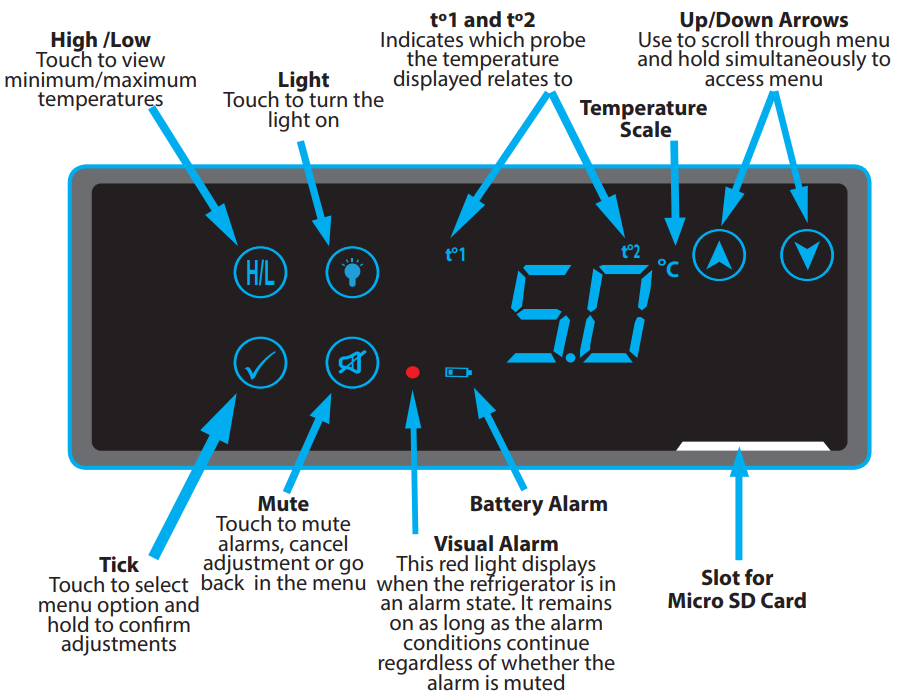 High /Low
Touch to view
minimum/maximum
temperatures
Light
Touch to turn the
light on
tº1 and tº2
Indicates which probe
the temperature
displayed relates to
Temperature
Scale
Up/Down Arrows
Use to scroll through menu
and hold simultaneously to
access menu
H/L
t°1
t°2
°C
5.0
Tick
Touch to select
menu option and
hold to confirm
adjustments
Mute
Touch to mute
alarms, cancel
adjustment or go
back in the menu
Visual Alarm
This red light displays
when the refrigerator is in
an alarm state. It remains
on as long as the alarm
conditions continue
regardless of whether the
alarm is muted
Battery Alarm
Slot for
Micro SD Card